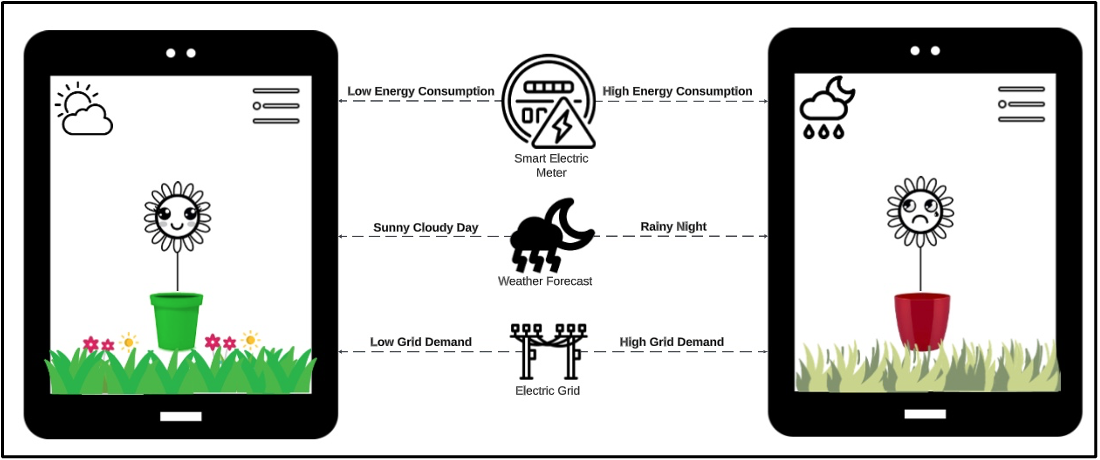 Low Energy Consumption
High Energy Consumption
or
Smart Electric
Meter
Sunny Cloudy Day
Rainy Night
Weather Forecast
Low Grid Demand
High Grid Demand
Electric Grid